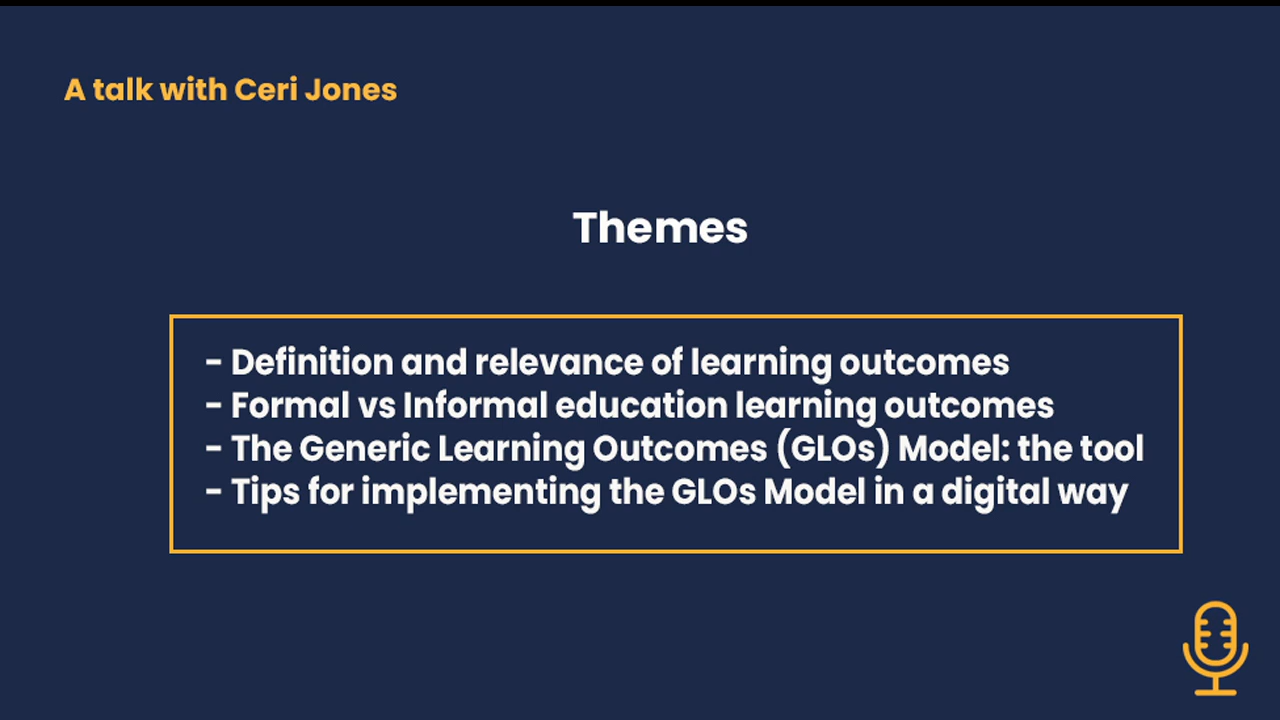 A talk with Ceri Jones
Themes
- Definition and relevance of learning outcomes
- Formal vs Informal education learning outcomes
- The Generic Learning Outcomes (GLOs) Model: the tool
- Tips for implementing the GLOs Model in a digital way